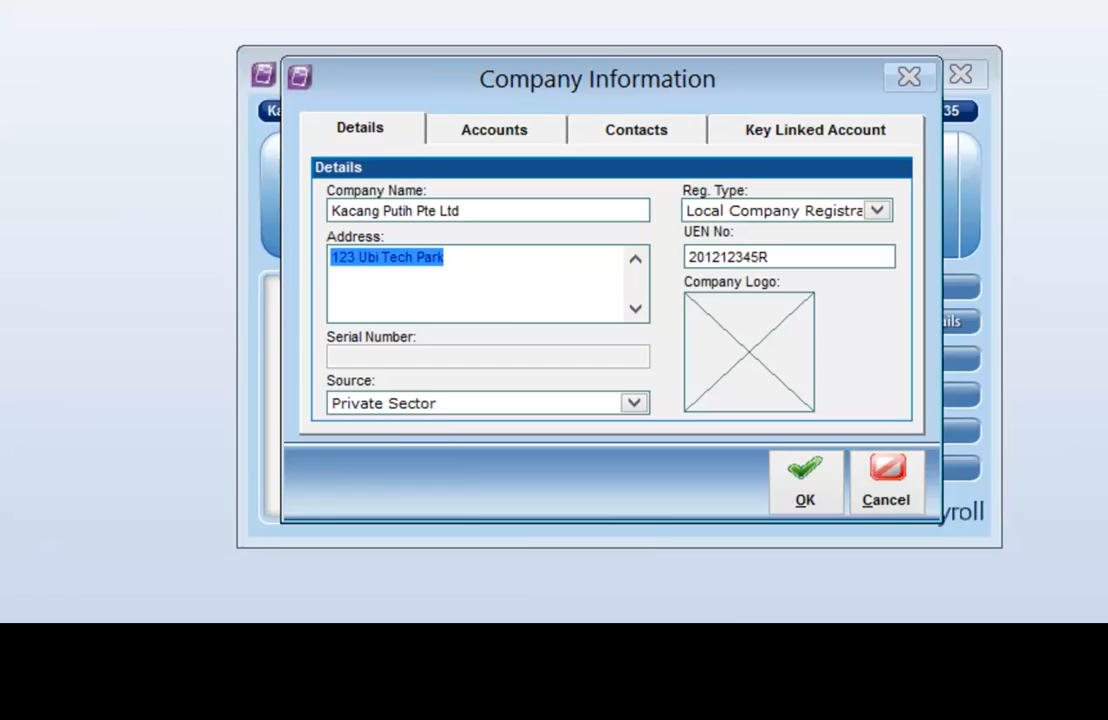 Company Information
Ka
35
Details
Accounts
Contacts
Key Linked Account
Details
Company Name:
Reg. Type:
Kacang Putih Pte Ltd
Local Company Registra
Address:
UEN No:
123 Ubi Tech Park
201212345R
Company Logo:
ils
Serial Number:
Source:
Private Sector
OK
Cancel
yroll